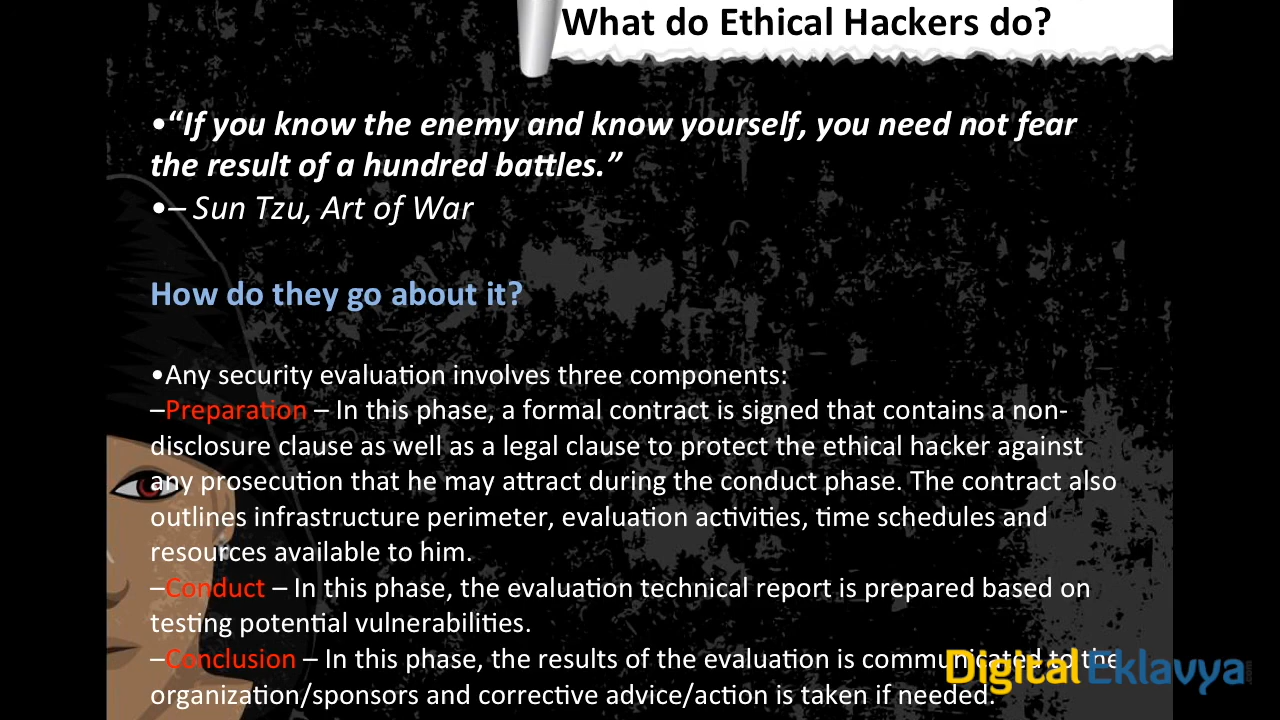 What do Ethical Hackers do?
•“If you know the enemy and know yourself, you need not fear
the result of a hundred battles.”
•– Sun Tzu, Art of War
How do they go about it?
•Any security evaluation involves three components:
–Preparation – In this phase, a formal contract is signed that contains a non-
disclosure clause as well as a legal clause to protect the ethical hacker against
any prosecution that he may attract during the conduct phase. The contract also
outlines infrastructure perimeter, evaluation activities, time schedules and
resources available to him.
–Conduct – In this phase, the evaluation technical report is prepared based on
testing potential vulnerabilities.
–Conclusion – In this phase, the results of the evaluation is communicated to the
organization/sponsors and corrective advice/action is taken if needed.
DigitalEklavya